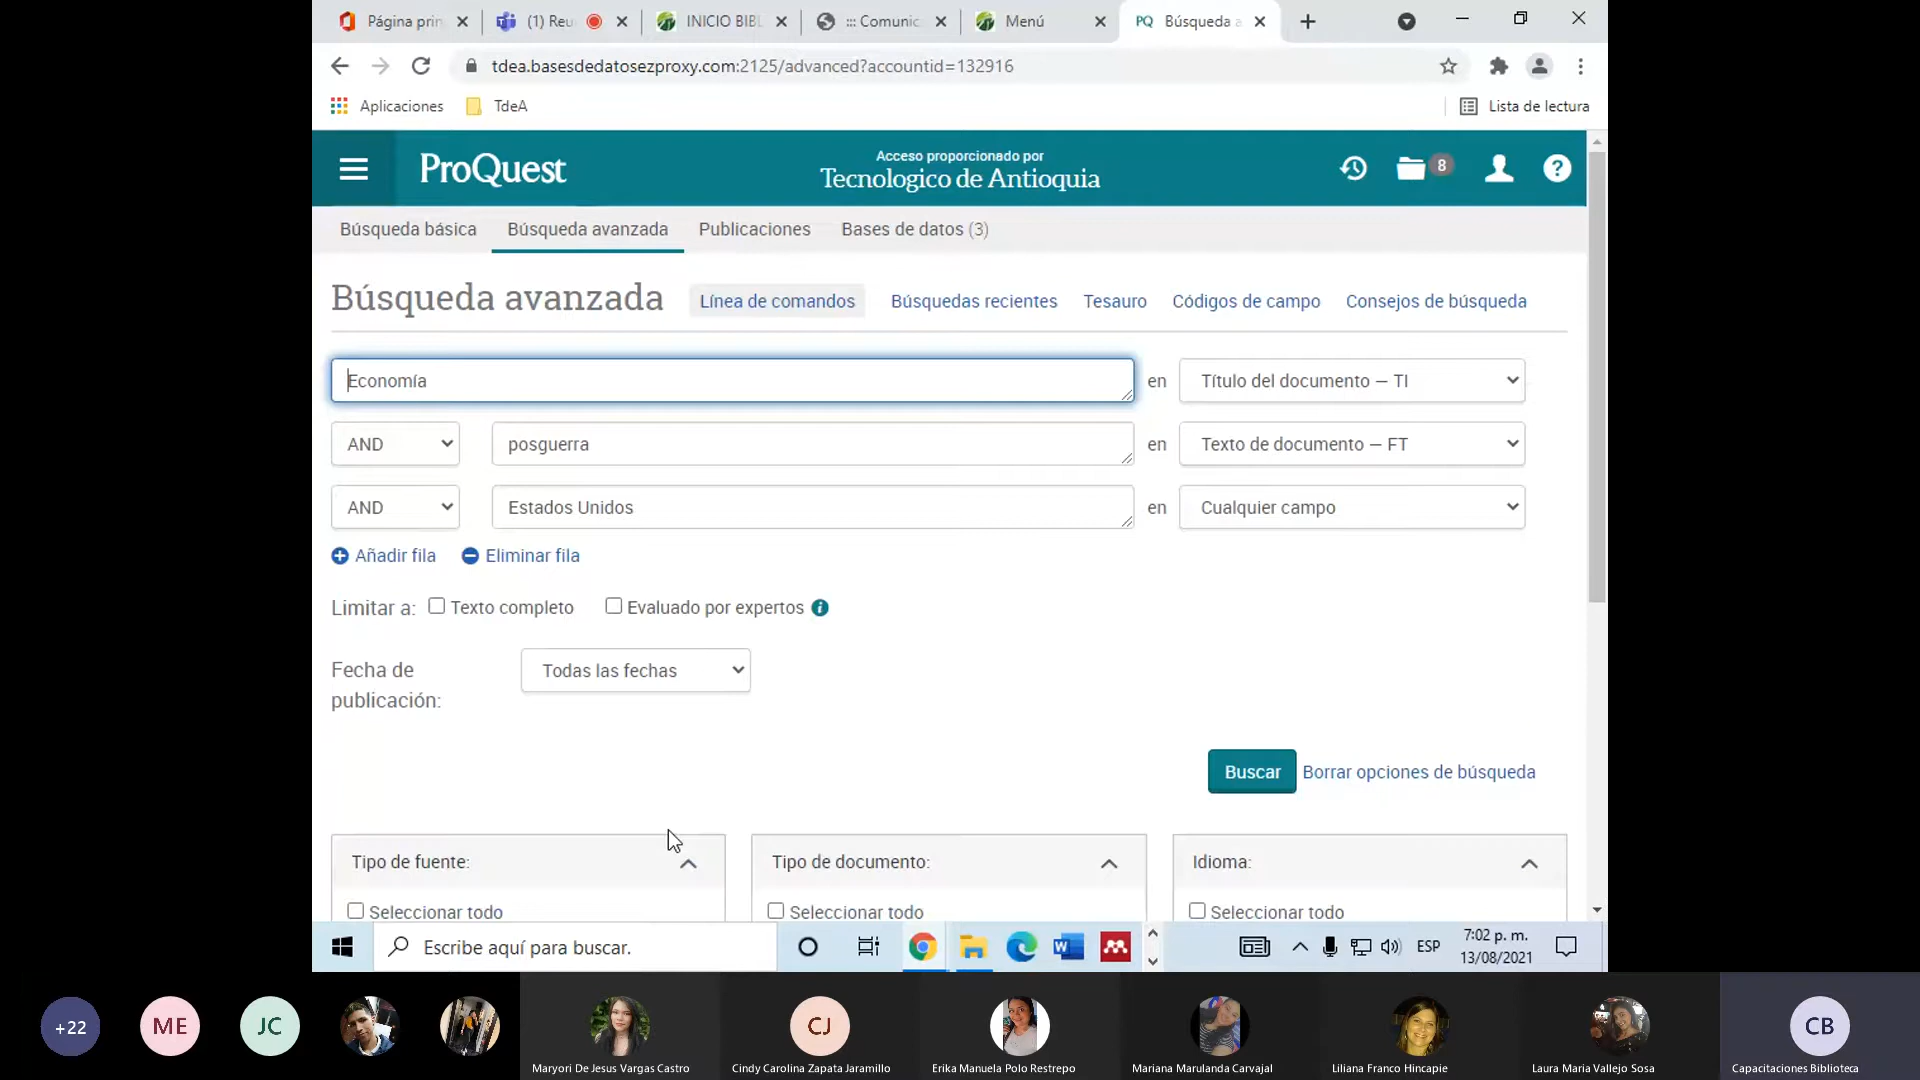 Página prin
(1) Reu
INICIO BIBL
::: Comunic
Menú
PQ Búsqueda a
tdea.basesdedatosezproxy.com:2125/advanced?accountid=132916
Aplicaciones
TdeA
Lista de lectura
ProQuest
Acceso proporcionado por
Tecnologico de Antioquia
8
Búsqueda básica
Búsqueda avanzada
Publicaciones
Bases de datos (3)
Búsqueda avanzada
Línea de comandos
Búsquedas recientes
Tesauro
Códigos de campo
Consejos de búsqueda
Economía
en
Título del documento — TI
AND
posguerra
en
Texto de documento — FT
AND
Estados Unidos
en
Cualquier campo
Añadir fila
Eliminar fila
Limitar a:
Texto completo
Evaluado por expertos
Fecha de
publicación:
Todas las fechas
Buscar
Borrar opciones de búsqueda
Tipo de fuente:
Tipo de documento:
Idioma:
Seleccionar todo
Seleccionar todo
Seleccionar todo
Escribe aquí para buscar.
ESP
7:02 p. m.
13/08/2021
+22
ME
JC
CJ
CB
Maryori De Jesus Vargas Castro
Cindy Carolina Zapata Jaramillo
Erika Manuela Polo Restrepo
Mariana Marulanda Carvajal
Liliana Franco Hincapie
Laura Maria Vallejo Sosa
Capacitaciones Biblioteca